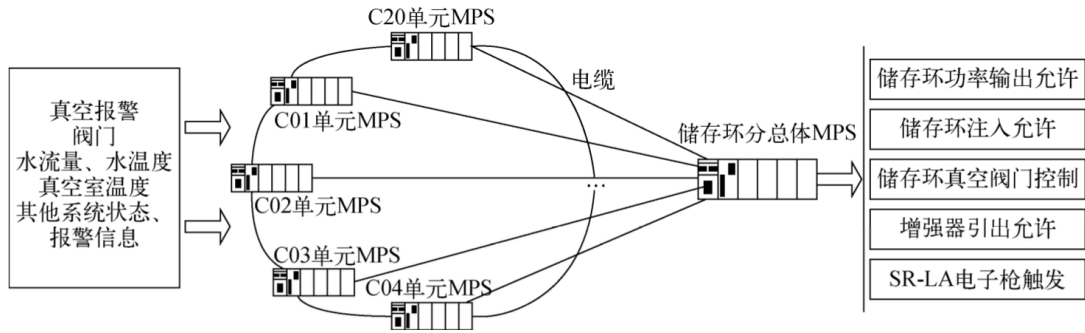 真空报警
阀门
水流量、水温度
真空室温度
其他系统状态、
报警信息
C20单元MPS
C01单元MPS
C02单元MPS
C03单元MPS
C04单元MPS
电缆
...
储存环分总体MPS
储存环功率输出允许
储存环注入允许
储存环真空阀门控制
增强器引出允许
SR-LA电子枪触发